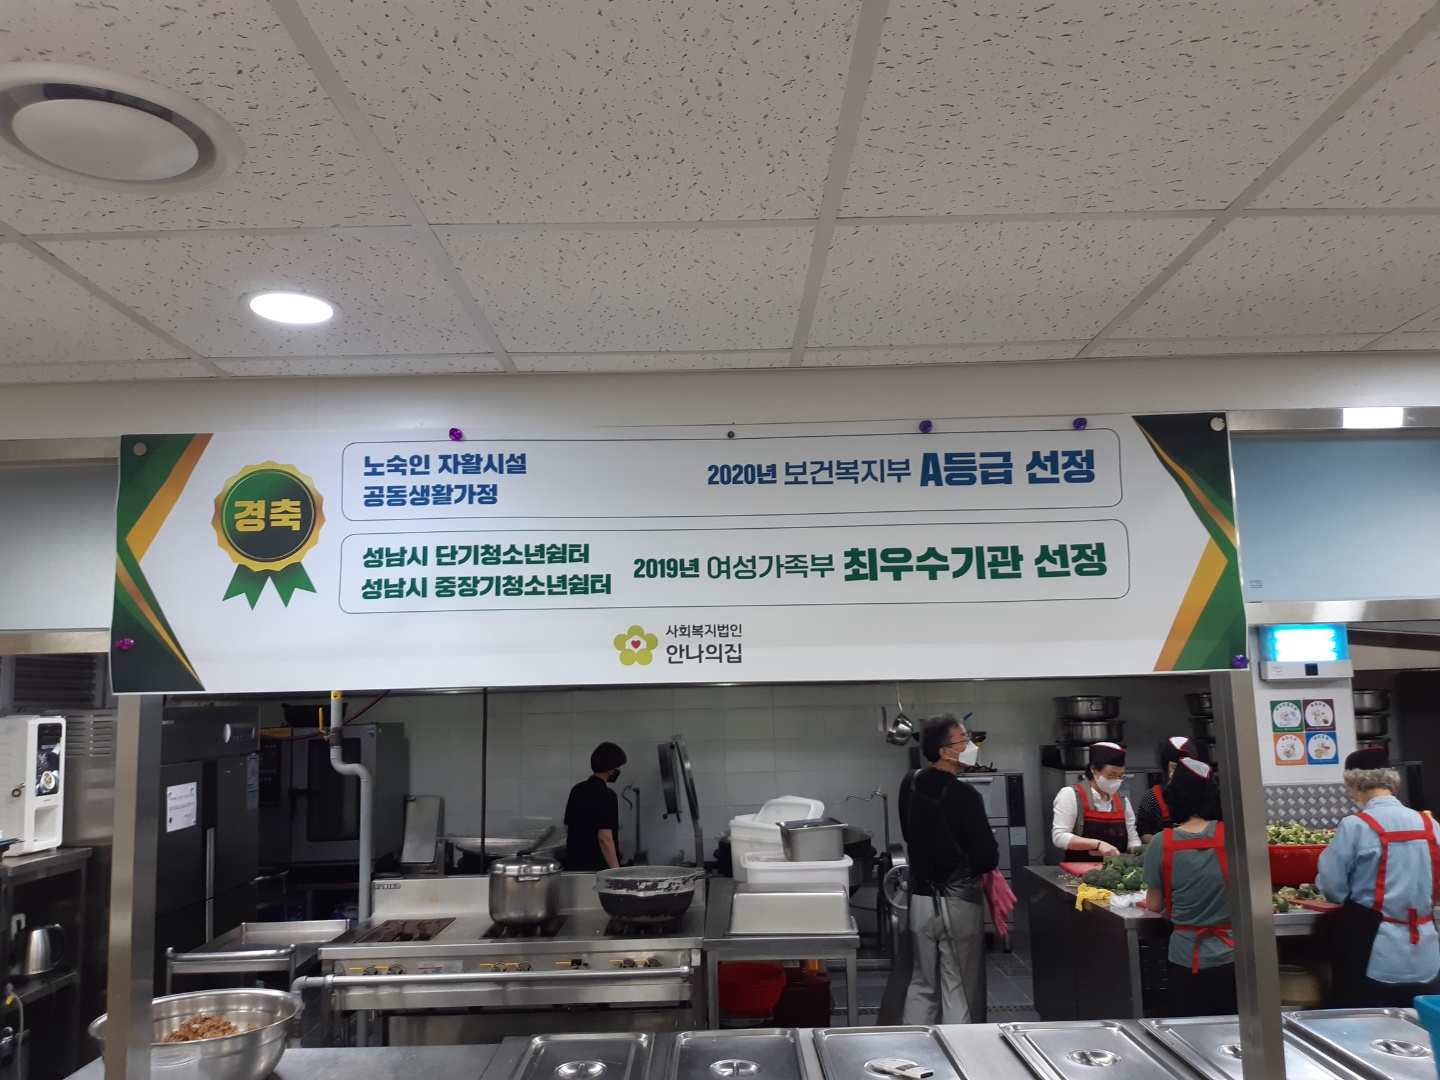 경축
노숙인 자활시설
공동생활가정
2020년 보건복지부 A등급 선정
성남시 단기청소년쉼터
성남시 중장기청소년쉼터
2019년 여성가족부 최우수기관 선정
사회복지법인
안나의집